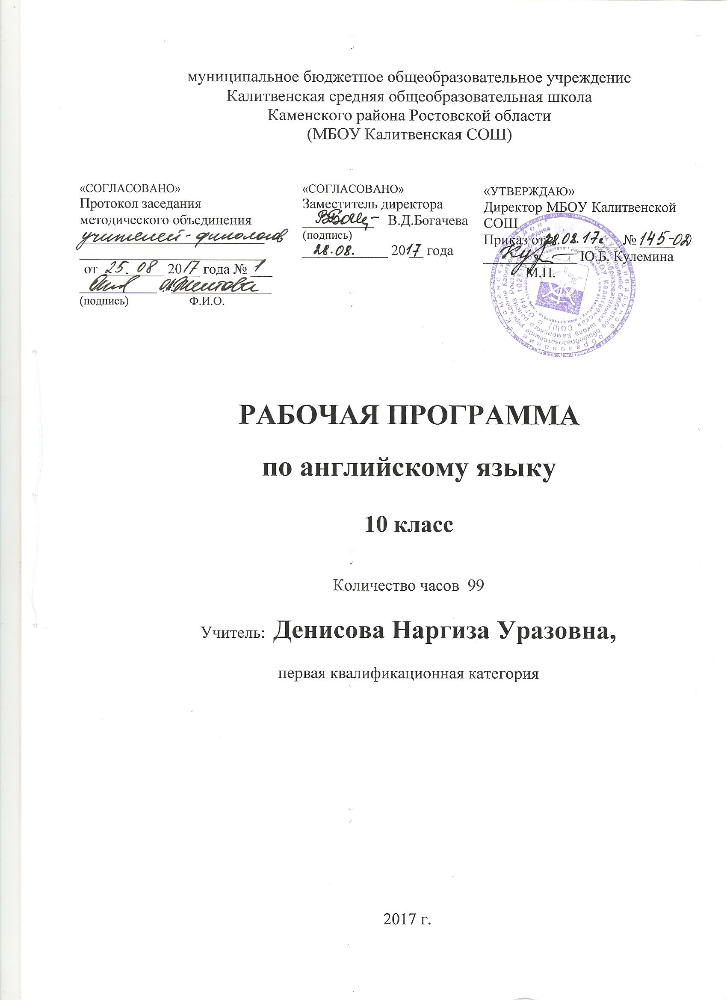 муниципальное бюджетное общеобразовательное учреждение
Калитвенская средняя общеобразовательная школа
Каменского района Ростовской области
(МБОУ Калитвенская СОШ)
«СОГЛАСОВАНО»
Протокол заседания
методического объединения
учителей-филологов
от 25. 08 2017 года № 1
(подпись) Ф.И.О.
«СОГЛАСОВАНО»
Заместитель директора
В.Д.Богачева
(подпись)
28.08. 2017 года
«УТВЕРЖДАЮ»
Директор МБОУ Калитвенской
СОШ
Приказ от 28.08.17г № 145-ОД
Ю.Б. Кулемина
М.П.
РАБОЧАЯ ПРОГРАММА
по английскому языку
10 класс
Количество часов 99
Учитель: Денисова Наргиза Уразовна,
первая квалификационная категория
2017 г.